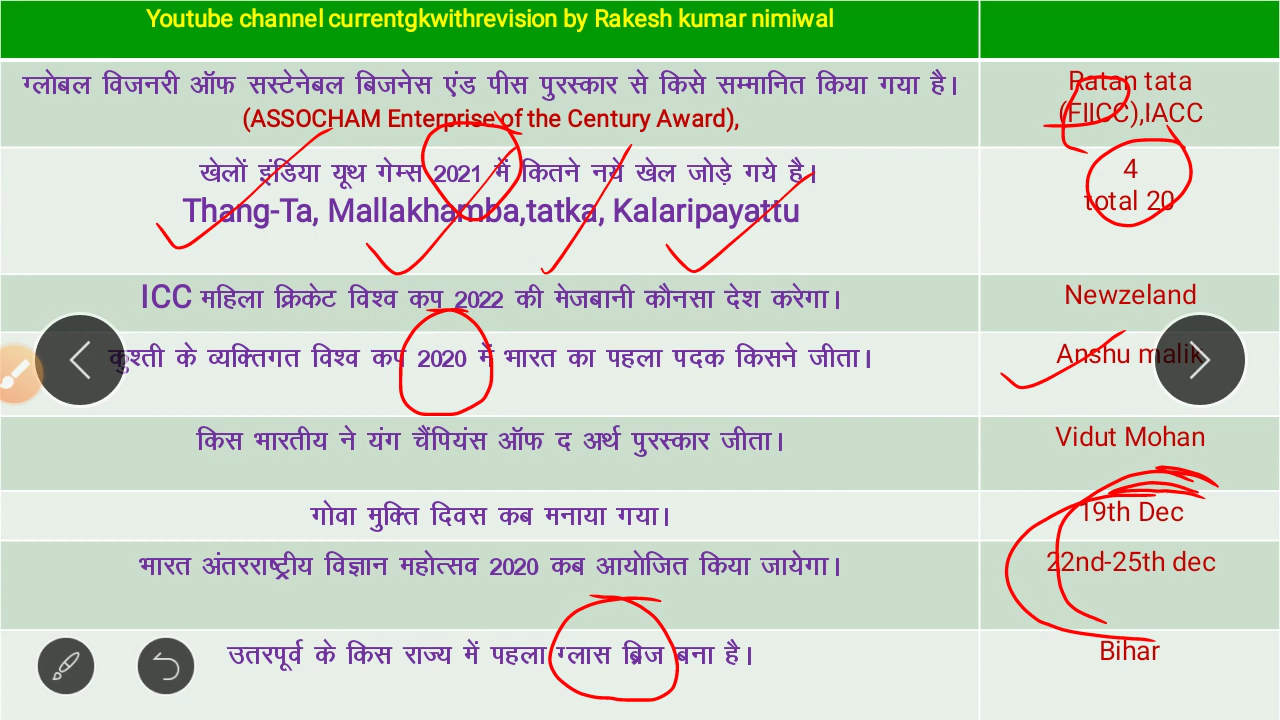 Youtube channel currentgkwithrevision by Rakesh kumar nimiwal
ग्लोबल विजनरी ऑफ सस्टेनेबल बिजनेस एंड पीस पुरस्कार से किसे सम्मानित किया गया है।
(ASSOCHAM Enterprise of the Century Award),
Ratan tata
(FIICC),IACC
खेलों इंडिया यूथ गेम्स 2021 में कितने नये खेल जोड़े गये है।
Thang-Ta, Mallakhamba,tatka, Kalaripayattu
4
total 20
ICC महिला क्रिकेट विश्व कप 2022 की मेजबानी कौनसा देश करेगा।
Newzeland
कुश्ती के व्यक्तिगत विश्व कप 2020 में भारत का पहला पदक किसने जीता।
Anshu malik
किस भारतीय ने यंग चैंपियंस ऑफ द अर्थ पुरस्कार जीता।
Vidut Mohan
गोवा मुक्ति दिवस कब मनाया गया।
19th Dec
भारत अंतरराष्ट्रीय विज्ञान महोत्सव 2020 कब आयोजित किया जायेगा।
22nd-25th dec
उतरपूर्व के किस राज्य में पहला ग्लास ब्रिज बना है।
Bihar